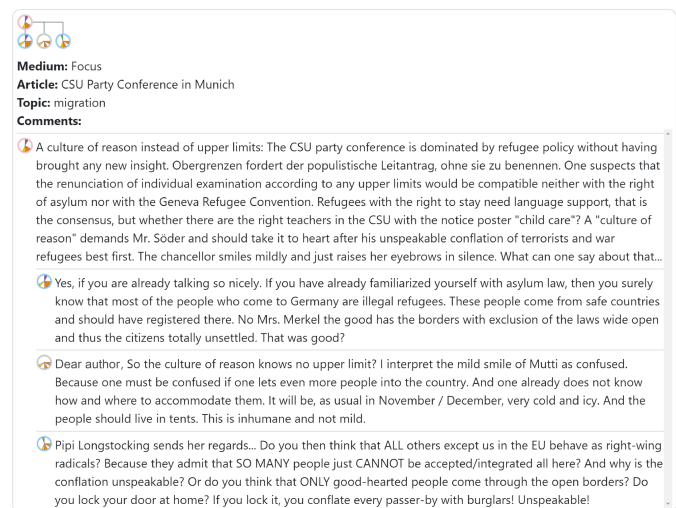 Medium: Focus
Article: CSU Party Conference in Munich
Topic: migration
Comments:
A culture of reason instead of upper limits: The CSU party conference is dominated by refugee policy without having
brought any new insight. Obergrenzen fordert der populistische Leitantrag, ohne sie zu benennen. One suspects that
the renunciation of individual examination according to any upper limits would be compatible neither with the right
of asylum nor with the Geneva Refugee Convention. Refugees with the right to stay need language support, that is
the consensus, but whether there are the right teachers in the CSU with the notice poster "child care"? A "culture of
reason" demands Mr. Söder and should take it to heart after his unspeakable conflation of terrorists and war
refugees best first. The chancellor smiles mildly and just raises her eyebrows in silence. What can one say about that...
Yes, if you are already talking so nicely. If you have already familiarized yourself with asylum law, then you surely
know that most of the people who come to Germany are illegal refugees. These people come from safe countries
and should have registered there. No Mrs. Merkel the good has the borders with exclusion of the laws wide open
and thus the citizens totally unsettled. That was good?
Dear author, So the culture of reason knows no upper limit? I interpret the mild smile of Mutti as confused.
Because one must be confused if one lets even more people into the country. And one already does not know
how and where to accommodate them. It will be, as usual in November / December, very cold and icy. And the
people should live in tents. This is inhumane and not mild.
Pipi Longstocking sends her regards... Do you then think that ALL others except us in the EU behave as right-wing
radicals? Because they admit that SO MANY people just CANNOT be accepted/integrated all here? And why is the
conflation unspeakable? Or do you think that ONLY good-hearted people come through the open borders? Do
you lock your door at home? If you lock it, you conflate every passer-by with burglars! Unspeakable!